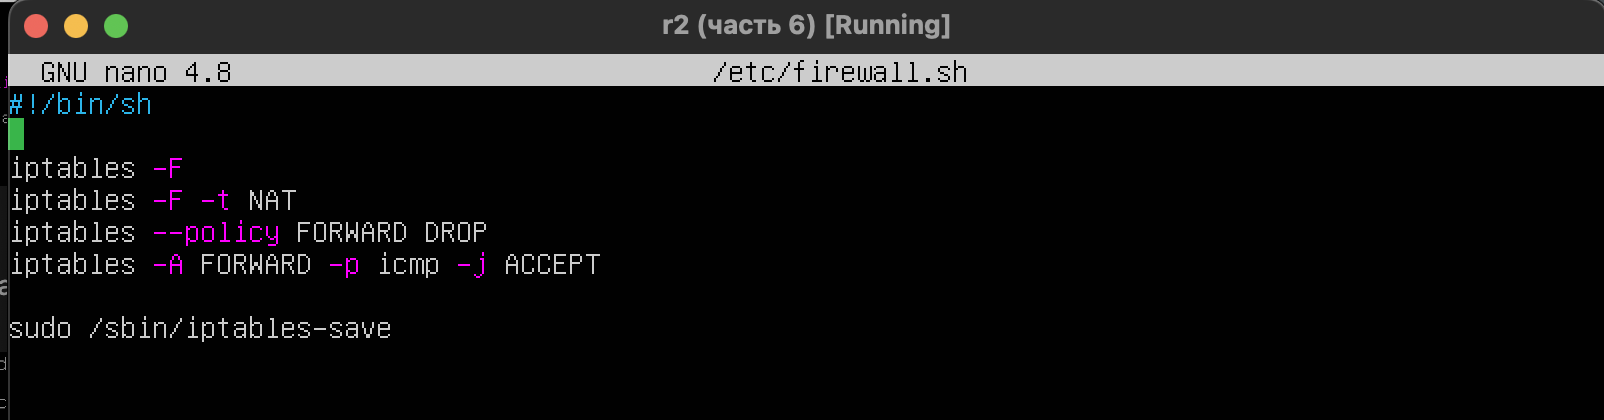 r2 (часть 6) [Running]
GNU nano 4.8 /etc/firewall.sh
#!/bin/sh
iptables -F
iptables -F -t NAT
iptables --policy FORWARD DROP
iptables -A FORWARD -p icmp -j ACCEPT
sudo /sbin/iptables-save